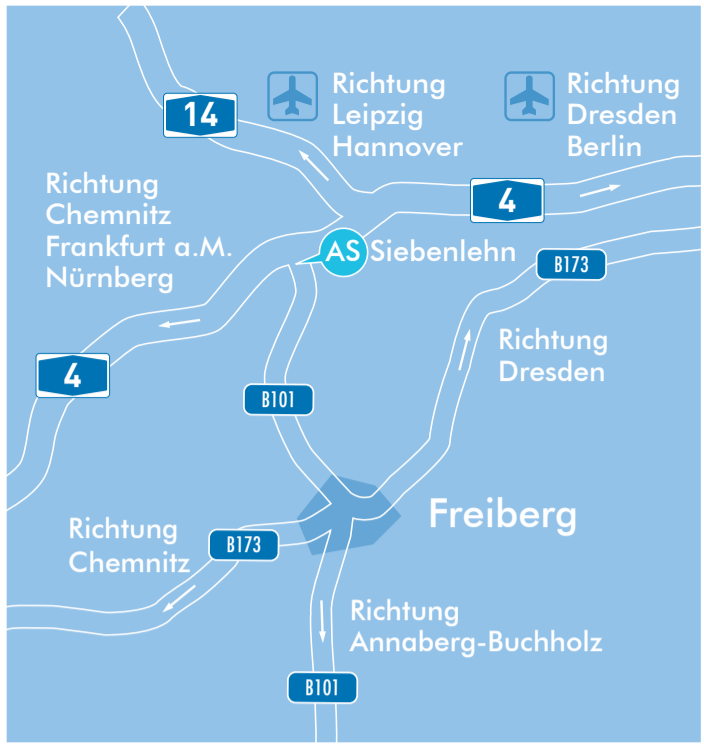 14
Richtung
Leipzig
Hannover
Richtung
Dresden
Berlin
Richtung
Chemnitz
Frankfurt a.M.
Nürnberg
4
AS Siebenlehn
B173
Richtung
Dresden
4
B101
Freiberg
Richtung
Chemnitz
B173
Richtung
Annaberg-Buchholz
B101